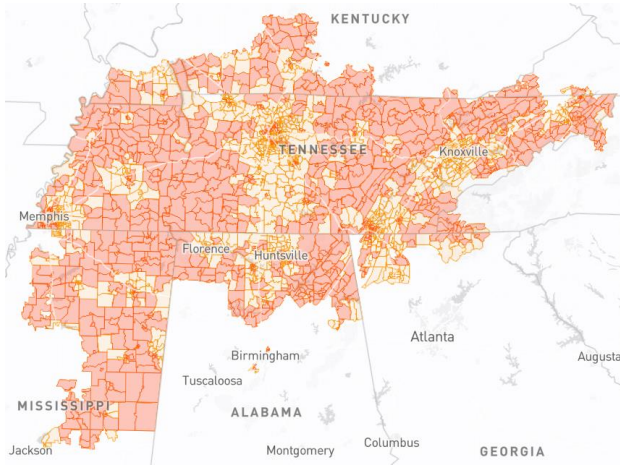 KENTUCKY
TENNESSEE
Knoxville
Memphis
Florence
Huntsville
Atlanta
Birmingham
Augusta
Tuscaloosa
MISSISSIPPI
ALABAMA
Jackson
Montgomery
Columbus
GEORGIA